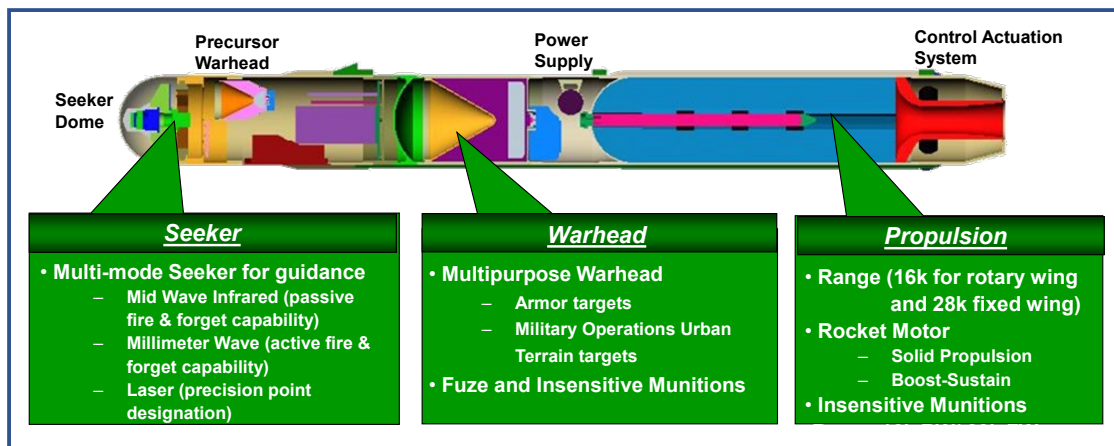 Precursor
Warhead
Power
Supply
Control Actuation
System
Seeker
Dome
Seeker
• Multi-mode Seeker for guidance
– Mid Wave Infrared (passive
fire & forget capability)
– Millimeter Wave (active fire &
forget capability)
– Laser (precision point
designation)
Warhead
• Multipurpose Warhead
– Armor targets
– Military Operations Urban
Terrain targets
• Fuze and Insensitive Munitions
Propulsion
• Range (16k for rotary wing
and 28k fixed wing)
• Rocket Motor
– Solid Propulsion
– Boost-Sustain
• Insensitive Munitions